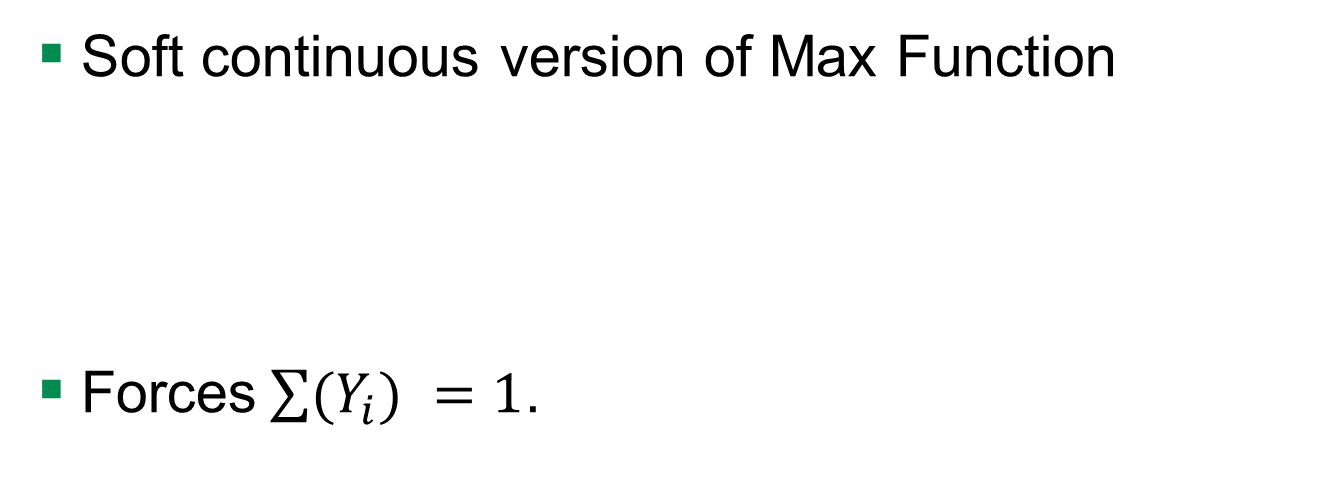 ▪ Soft continuous version of Max Function
▪ Forces ∑(Yᵢ) = 1.